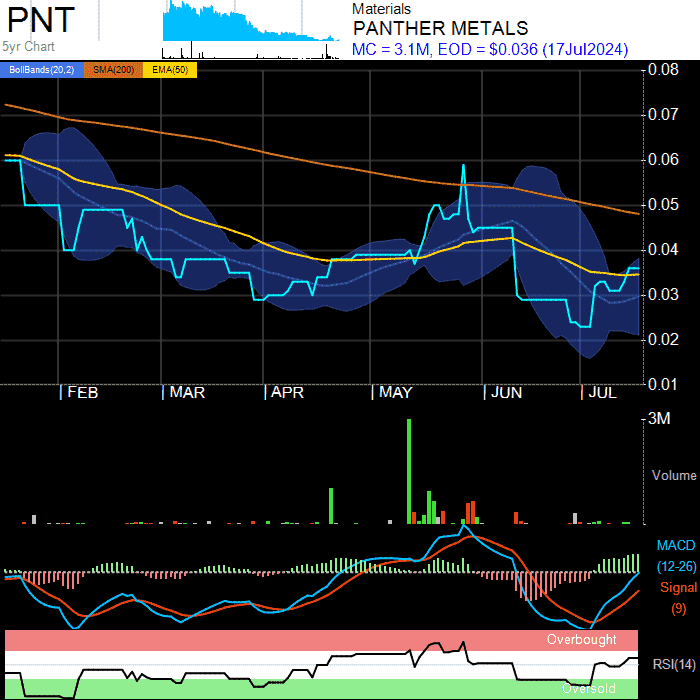 PNT
5yr Chart
Materials
PANTHER METALS
MC = 3.1M, EOD = $0.036 (17Jul2024)
BollBands(20,2) SMA(200) EMA(50)
0.08
0.07
0.06
0.05
0.04
0.03
0.02
0.01
FEB MAR APR MAY JUN JUL
3M
Volume
MACD
(12-26)
Signal
(9)
Overbought
RSI(14)
Oversold